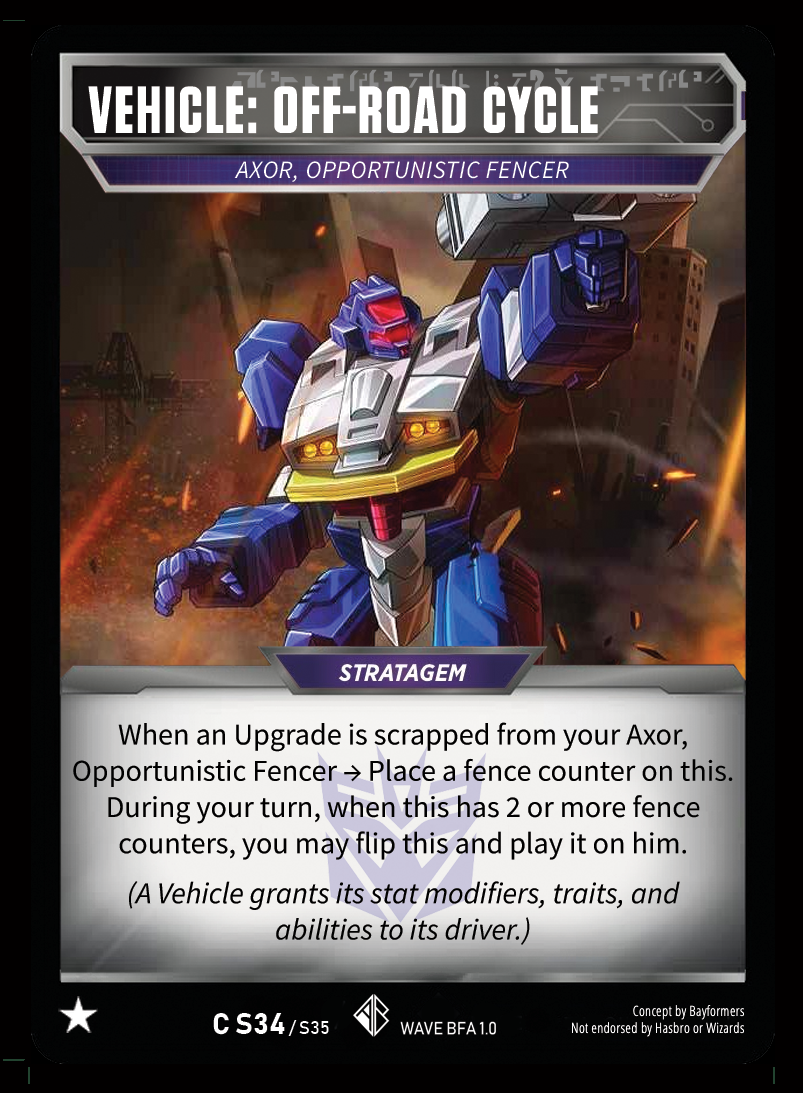 VEHICLE: OFF-ROAD CYCLE
AXOR, OPPORTUNISTIC FENCER
STRATAGEM
When an Upgrade is scrapped from your Axor,
Opportunistic Fencer → Place a fence counter on this.
During your turn, when this has 2 or more fence
counters, you may flip this and play it on him.
(A Vehicle grants its stat modifiers, traits, and
abilities to its driver.)
C S34/S35
WAVE BFA 1.0
Concept by Bayformers
Not endorsed by Hasbro or Wizards